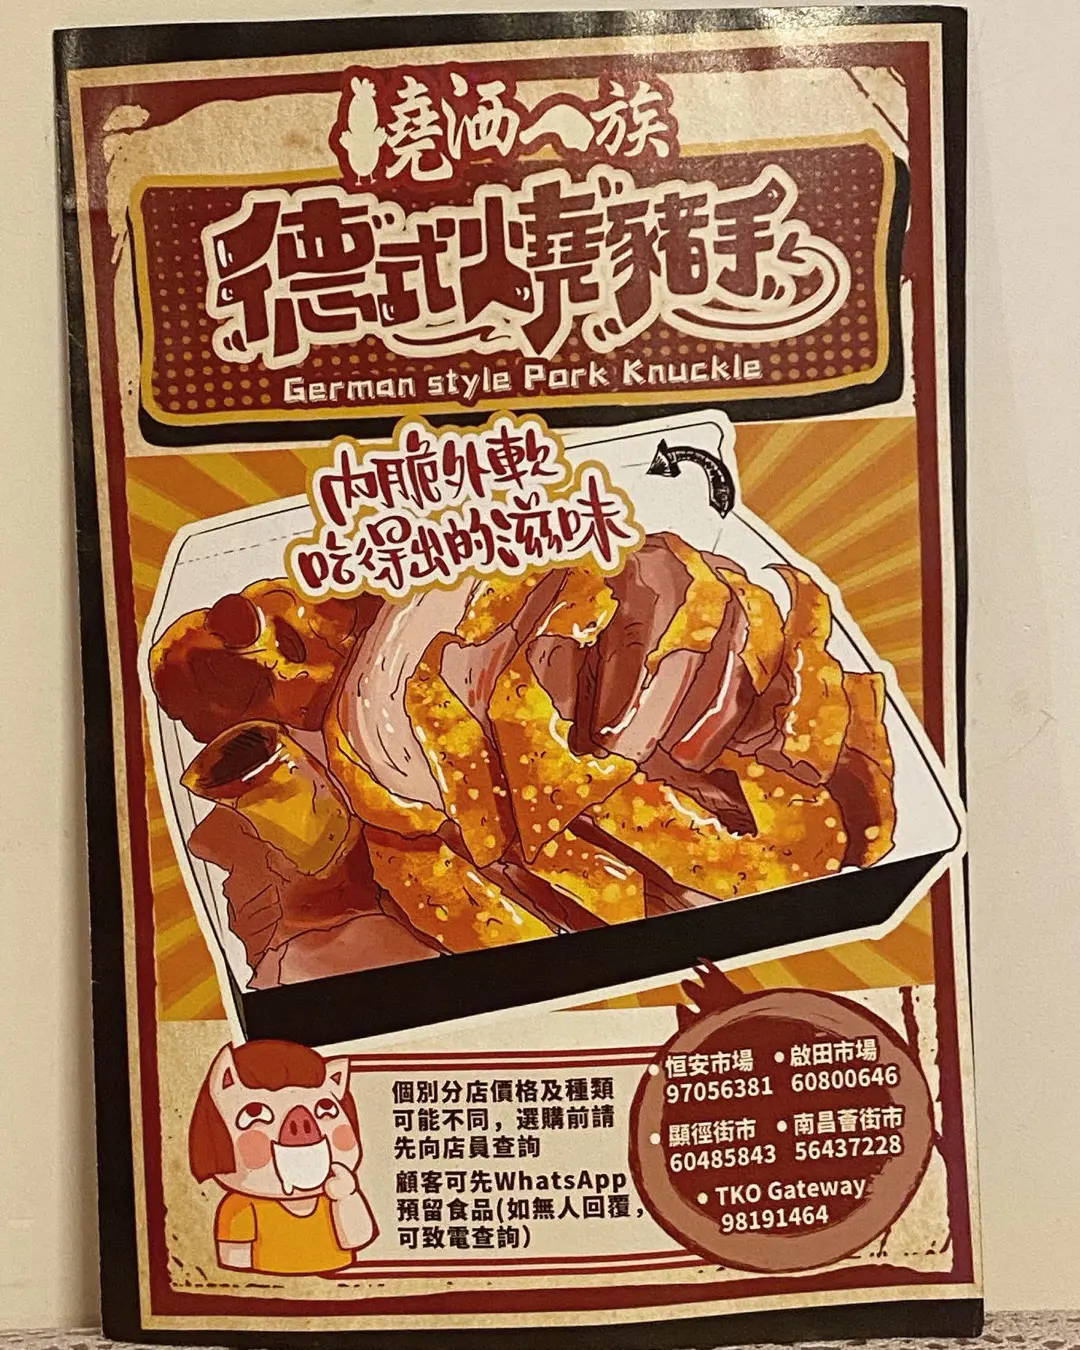 燒洒一族
德式燒豬手
German style Pork Knuckle
內脆外軟
吃得出的滋味
個別分店價格及種類
可能不同，選購前請
先向店員查詢
顧客可先WhatsApp
預留食品(如無人回覆，
可致電查詢)
•恒安市場
97056381
•啟田市場
60800646
•顯徑街市
60485843
•南昌薈街市
56437228
•TKO Gateway
98191464